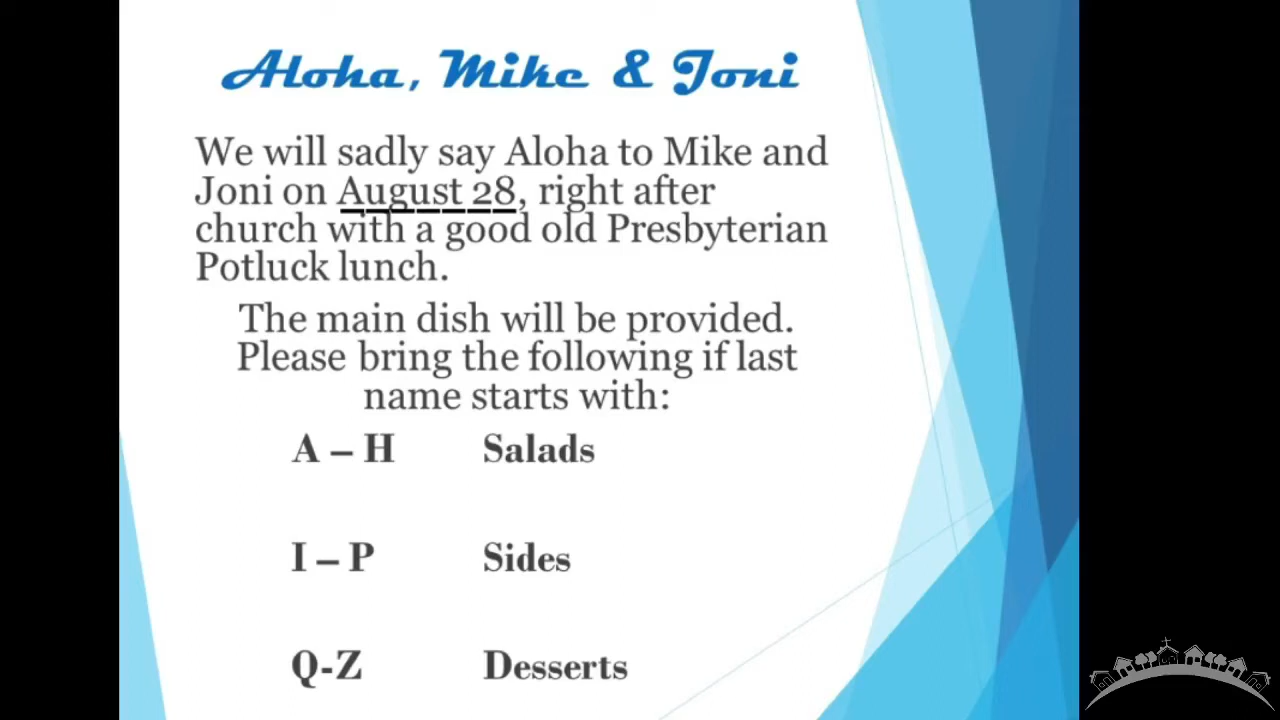 Aloha, Mike & Joni
We will sadly say Aloha to Mike and
Joni on August 28, right after
church with a good old Presbyterian
Potluck lunch.
The main dish will be provided.
Please bring the following if last
name starts with:
A – H Salads
I – P Sides
Q-Z Desserts